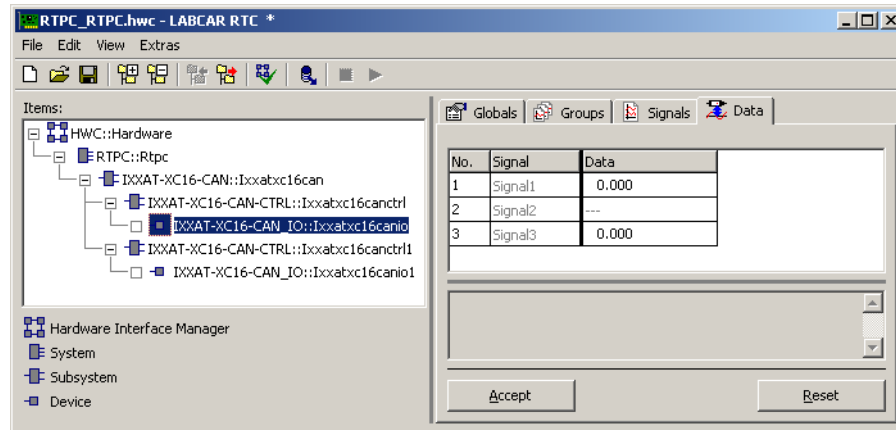 RTPC_RTPC.hwc - LABCAR RTC *
File Edit View Extras
Items:
HWC::Hardware
RTPC::Rtpc
IXXAT-XC16-CAN::Ixxatxc16can
IXXAT-XC16-CAN-CTRL::Ixxatxc16canctrl
IXXAT-XC16-CAN_IO::Ixxatxc16canio
IXXAT-XC16-CAN-CTRL::Ixxatxc16canctrl1
IXXAT-XC16-CAN_IO::Ixxatxc16canio1
Hardware Interface Manager
System
Subsystem
Device
Globals Groups Signals Data
No. Signal Data
1 Signal1 0.000
2 Signal2 ---
3 Signal3 0.000
Accept Reset